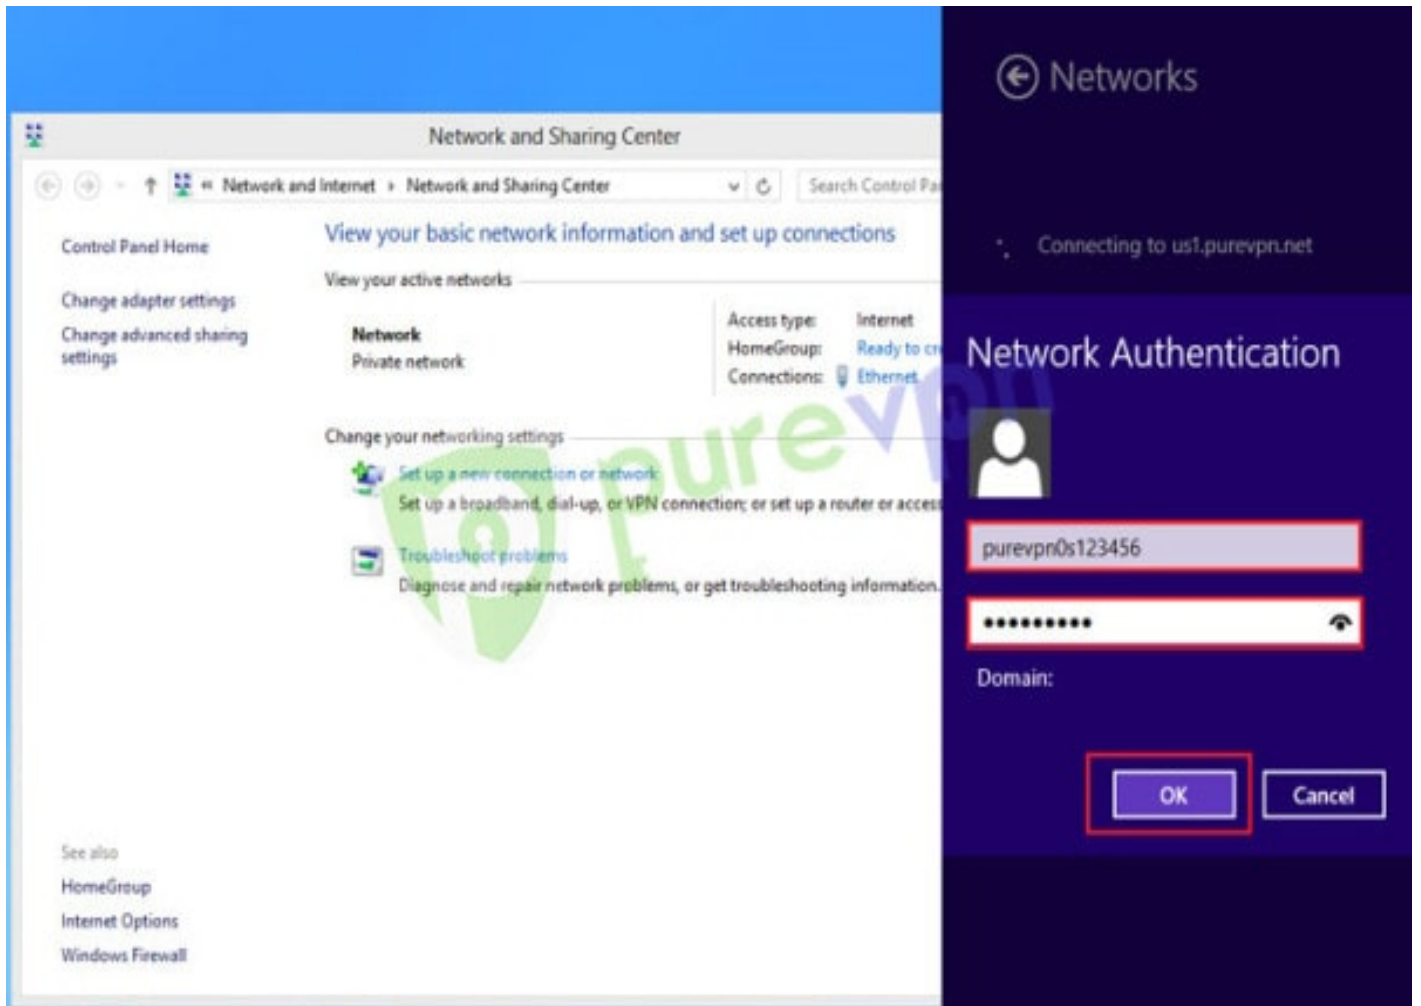 Networks
Network and Sharing Center
Network and Internet
Network and Sharing Center
Search Control Pa
Connecting to us1.purevpn.net
Control Panel Home
Change adapter settings
Change advanced sharing
settings
View your basic network information and set up connections
View your active networks
Network
Private network
Access type: Internet
HomeGroup: Ready to cr
Connections: Ethernet
Change your networking settings
Set up a new connection or network
Set up a broadband, dial-up, or VPN connection; or set up a router or access
Troubleshoot problems
Diagnose and repair network problems, or get troubleshooting information.
purevpn
See also
HomeGroup
Internet Options
Windows Firewall
Network Authentication
purevpn0s123456
•••••••••
Domain:
OK
Cancel